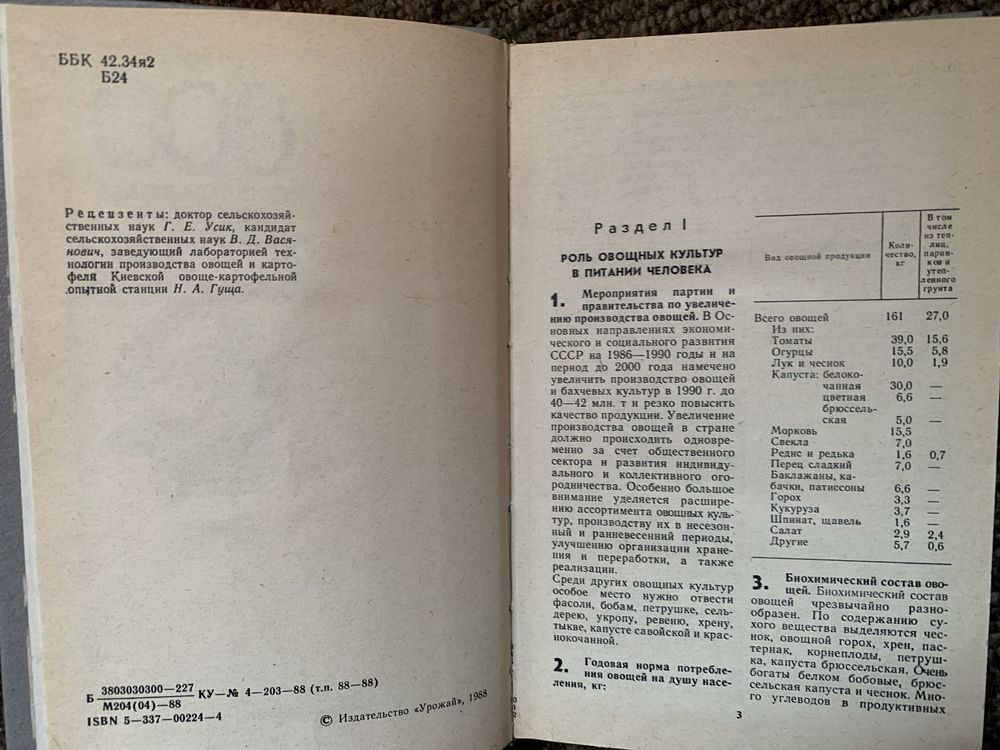 ББК 42.34я2
Б24
Рецензенты: доктор сельскохозяй-
ственных наук Г. Е. Усик, кандидат
сельскохозяйственных наук В. Д. Вася-
нович, заведующий лабораторией тех-
нологии производства овощей и карто-
феля Киевской овоще-картофельной
опытной станции Н. А. Гуща.
Б 3803030300—227
М204(04)—88 КУ—№ 4—203—88 (т.п. 88—88)
ISBN 5—337—00224—4
© Издательство «Урожай», 1988
Раздел I
РОЛЬ ОВОЩНЫХ КУЛЬТУР
В ПИТАНИИ ЧЕЛОВЕКА
1. Мероприятия партии и
правительства по увеличе-
нию производства овощей. В Ос-
новных направлениях экономи-
ческого и социального развития
СССР на 1986—1990 годы и на
период до 2000 года намечено
увеличить производство овощей
и бахчевых культур в 1990 г. до
40—42 млн. т и резко повысить
качество продукции. Увеличение
производства овощей в стране
должно происходить одновре-
менно за счет общественного
сектора и развития индивиду-
ального и коллективного ого-
родничества. Особенно большое
внимание уделяется расшире-
нию ассортимента овощных куль-
тур, производству их в несезон-
ный и ранневесенний периоды,
улучшению организации хране-
ния и переработки, а также
реализации.
Среди других овощных культур
особое место нужно отвести
фасоли, бобам, петрушке, сель-
дерею, укропу, ревеню, хрену,
тыкве, капусте савойской и крас-
нокочанной.
2. Годовая норма потребле-
ния овощей на душу насе-
ления, кг:
Вид овощной продукции
Коли-
чество,
кг
В том
числе
из теп-
лиц,
парни-
ков и
утеп-
ленного
грунта
Всего овощей 161 27,0
Из них:
Томаты 39,0 15,6
Огурцы 15,5 5,8
Лук и чеснок 10,0 1,9
Капуста: белоко-
чанная 30,0 —
цветная 6,6 —
брюссель-
ская 5,0 —
Морковь 15,5
Свекла 7,0
Редис и редька 1,6 0,7
Перец сладкий 7,0 —
Баклажаны, ка-
бачки, патиссоны 6,6 —
Горох 3,3 —
Кукуруза 3,7 —
Шпинат, щавель 1,6 —
Салат 2,9 2,4
Другие 5,7 0,6
3. Биохимический состав ово-
щей. Биохимический состав
овощей чрезвычайно разно-
образен. По содержанию су-
хого вещества выделяются чес-
нок, овощной горох, хрен, пас-
тернак, корнеплоды, петруш-
ка, капуста брюссельская. Очень
богаты белком бобовые, брюс-
сельская капуста и чеснок. Мно-
го углеводов в продуктивных
3